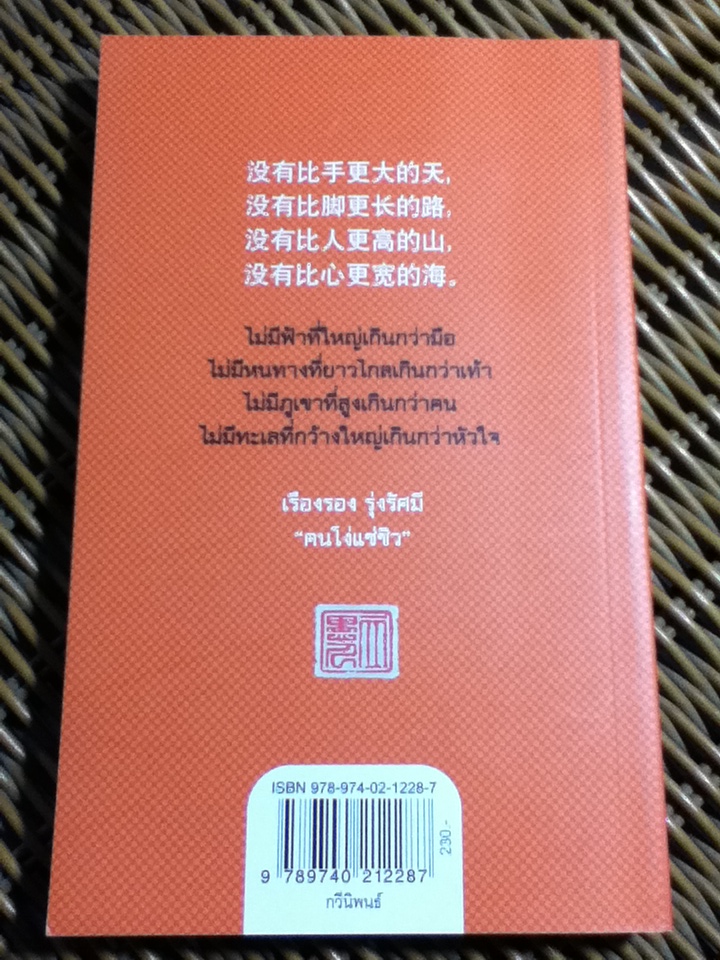 没有比手更大的天,
没有比脚更长的路,
没有比人更高的山,
没有比心更宽的海。
ไม่มีฟ้าที่ใหญ่เกินกว่ามือ
ไม่มีหนทางที่ยาวไกลเกินกว่าเท้า
ไม่มีภูเขาที่สูงเกินกว่าคน
ไม่มีทะเลที่กว้างใหญ่เกินกว่าหัวใจ
เรืองรอง รุ่งรัศมี
“คนโง่แซ่ซิว”
ISBN 978-974-02-1228-7
230.-
9 789740 212287
กวีนิพนธ์